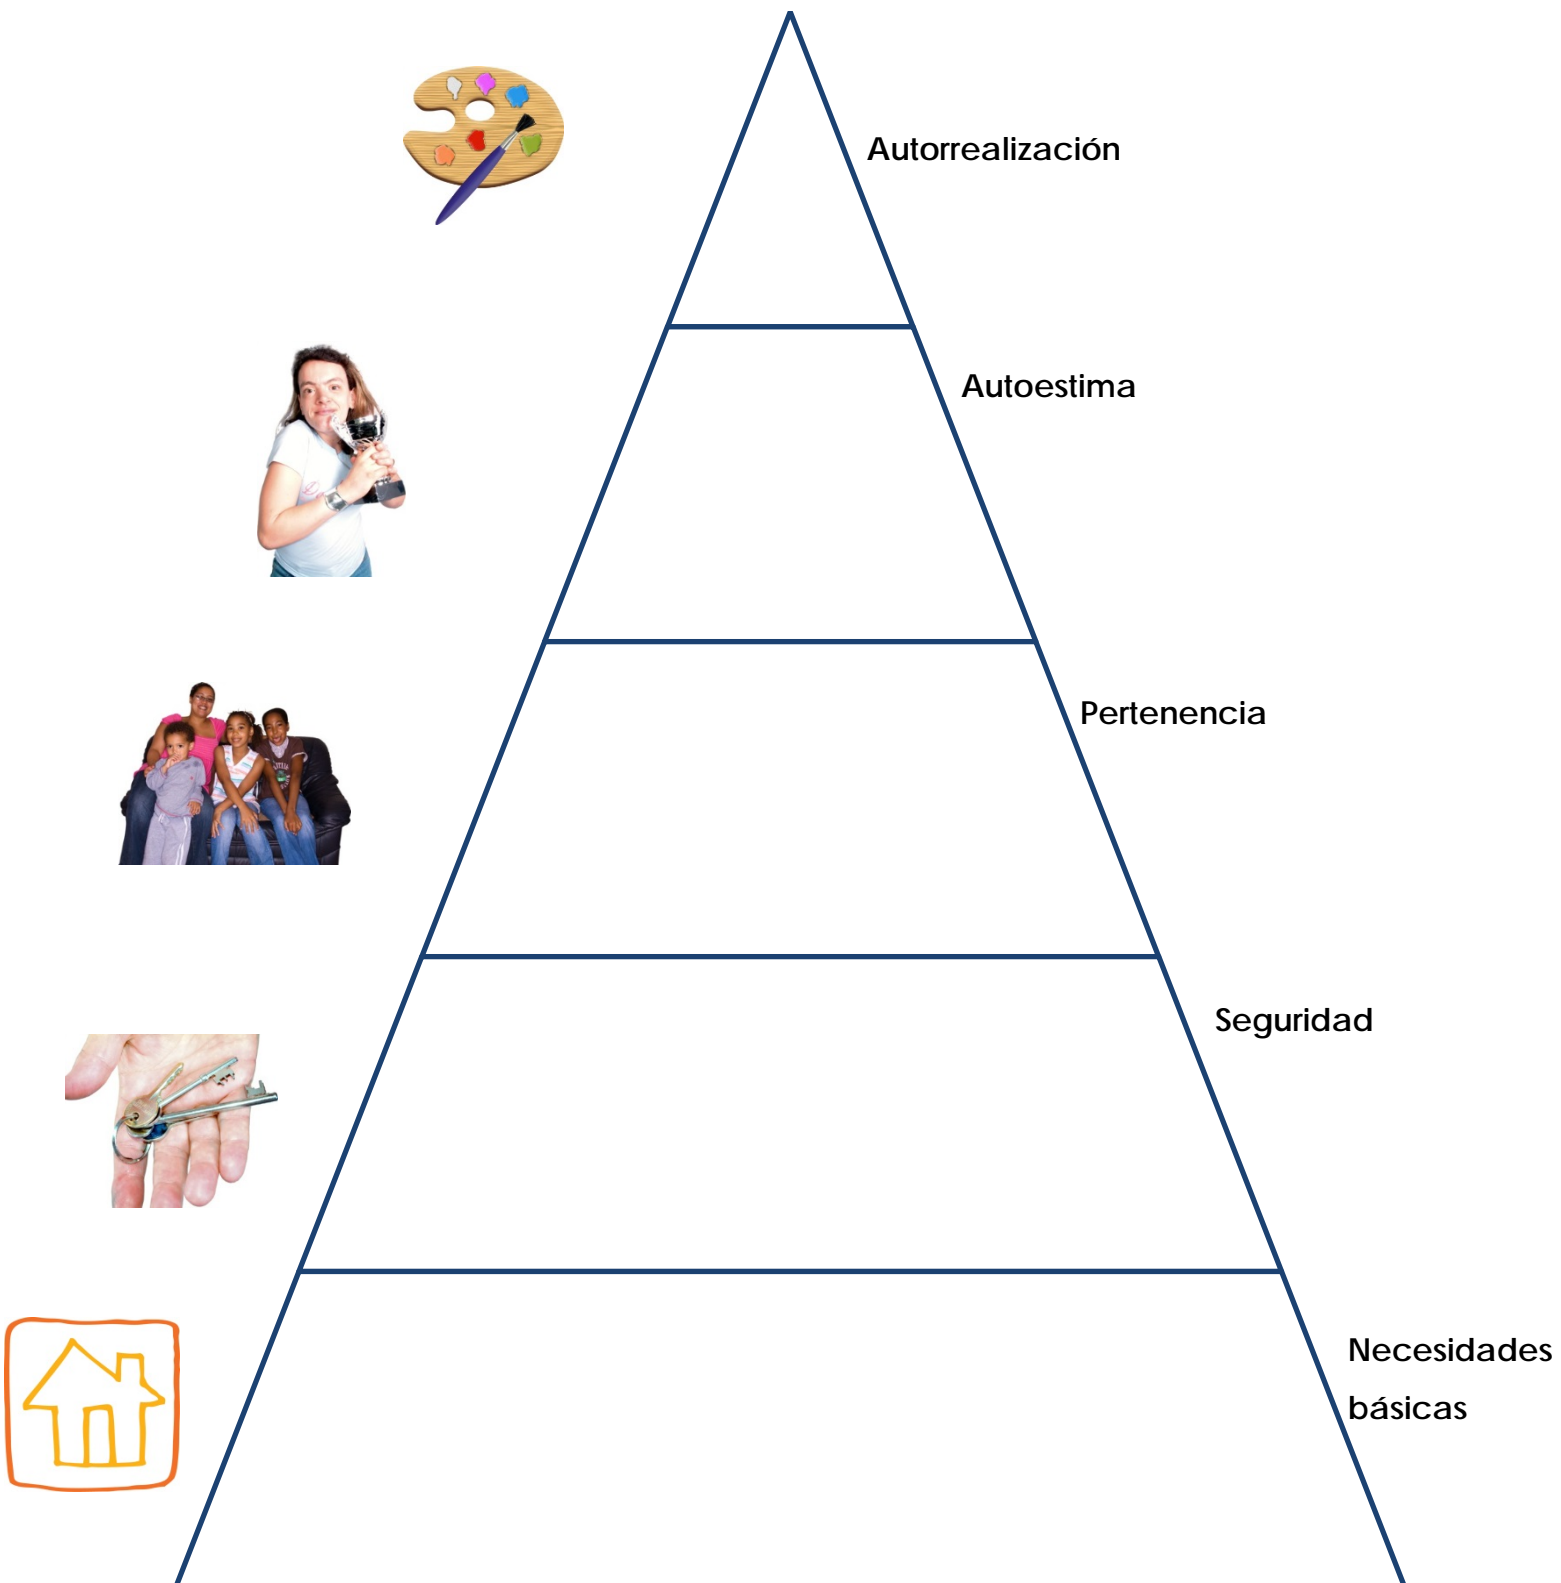 Autorrealización
Autoestima
Pertenencia
Seguridad
Necesidades
básicas